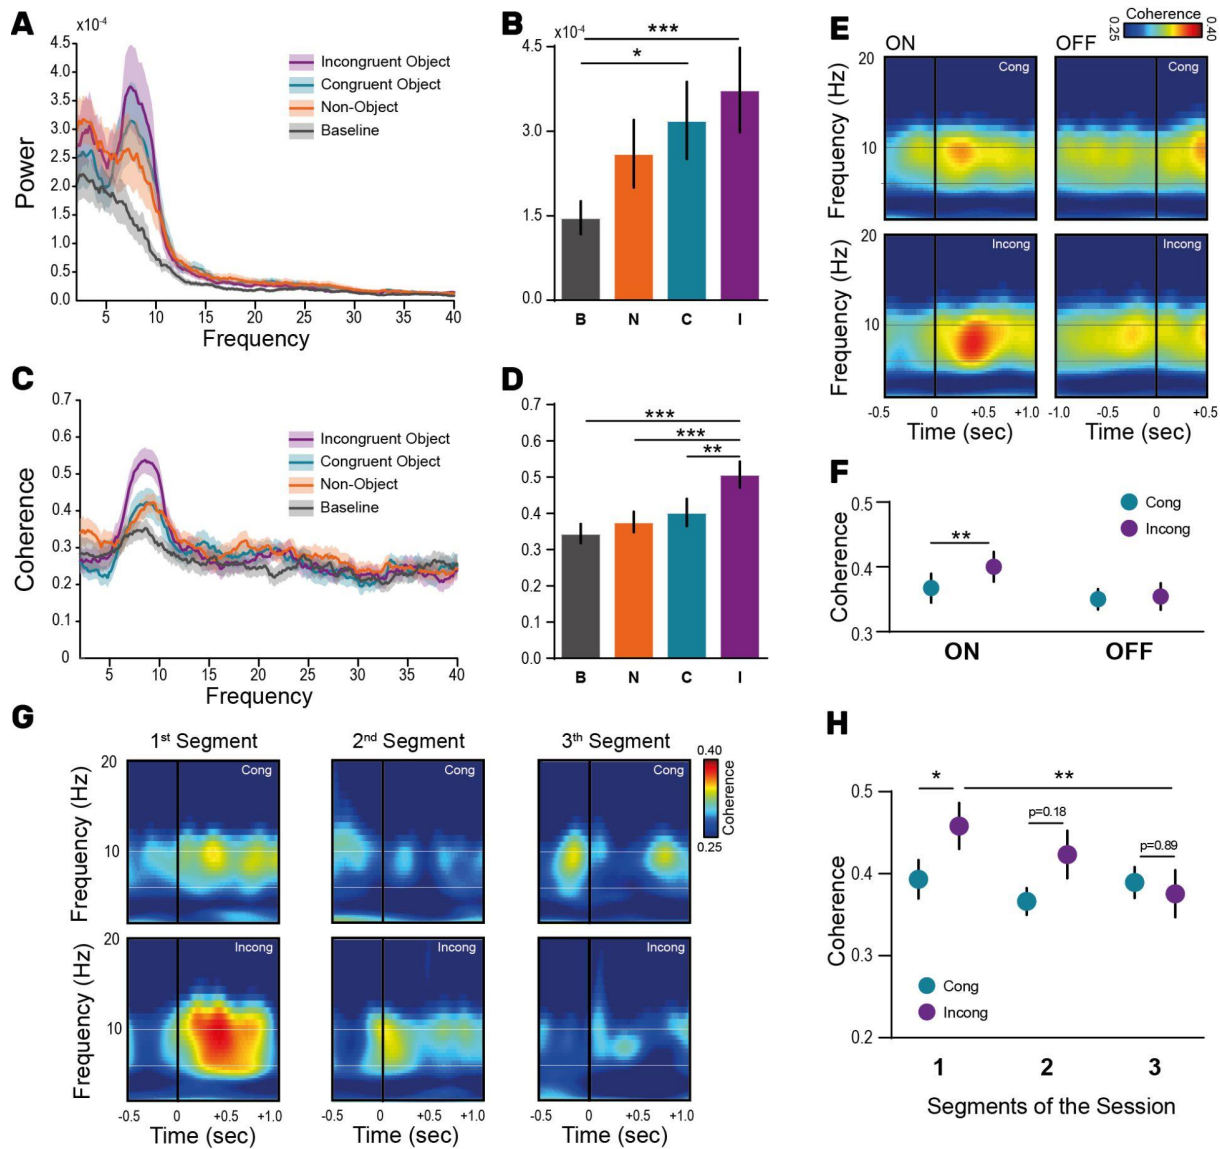 A
x10⁻⁴
4.5
4.0
3.5
3.0
2.5
2.0
1.5
1.0
0.5
0.0
Power
5 10 15 20 25 30 35 40
Frequency
Incongruent Object
Congruent Object
Non-Object
Baseline
B
x10⁻⁴
4.5
3.0
1.5
0.0
***
*
B N C I
E
Coherence
0.25
0.40
ON OFF
20
10
Frequency (Hz)
Cong
Frequency (Hz)
Cong
20
10
Frequency (Hz)
Incong
Frequency (Hz)
Incong
-0.5 0 +0.5 +1.0
-1.0 -0.5 0 +0.5
Time (sec) Time (sec)
C
0.7
0.6
0.5
0.4
0.3
0.2
0.1
0
Coherence
5 10 15 20 25 30 35 40
Frequency
Incongruent Object
Congruent Object
Non-Object
Baseline
D
0.7
0.6
0.5
0.4
0.3
0.2
0.1
0.0
***
***
**
B N C I
F
0.5
0.4
0.3
Coherence
Cong
Incong
**
ON OFF
G
1st Segment 2nd Segment 3th Segment
20
10
Frequency (Hz)
Cong
Cong
Cong
0.40
Coherence
0.25
20
10
Frequency (Hz)
Incong
Incong
Incong
-0.5 0 +0.5 +1.0
-0.5 0 +0.5 +1.0
-0.5 0 +0.5 +1.0
Time (sec) Time (sec) Time (sec)
H
0.5
0.4
0.3
0.2
Coherence
*
**
p=0.18
p=0.89
Cong
Incong
1 2 3
Segments of the Session